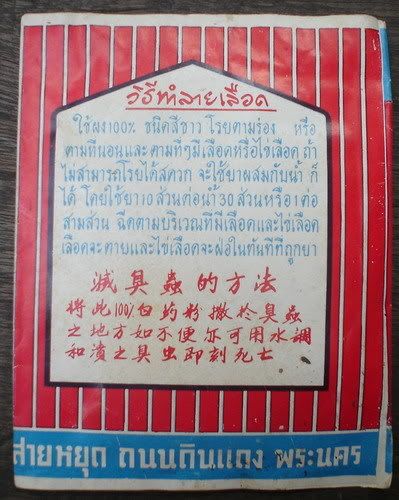 วิธีทำลายเลือด
ใช้ผง 100% ชนิดสีขาว โรยตามร่อง หรือ
ตามที่นอนและตามที่ๆมีเลือดหรือไข่เลือด ถ้า
ไม่สามารถโรยได้สดวก จะใช้ยาผสมกับน้ำ ก็
ได้ โดยใช้ยา 10 ส่วนต่อน้ำ 30 ส่วนหรือ 1 ต่อ
สามส่วน ฉีดตามบริเวณที่มีเลือดและไข่เลือด
เลือดจะตายและไข่เลือดจะฝ่อในทันทีที่ถูกยา
滅臭蟲的方法
將此100%白药粉撒於臭蟲
之地方如不便亦可用水調
和濆之臭虫即刻死亡
สายหยุด ถนนดินแดง พระนคร